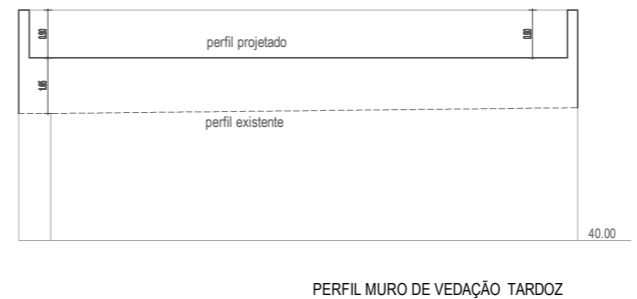 perfil projetado
perfil existente
40.00
PERFIL MURO DE VEDAÇÃO TARDOZ